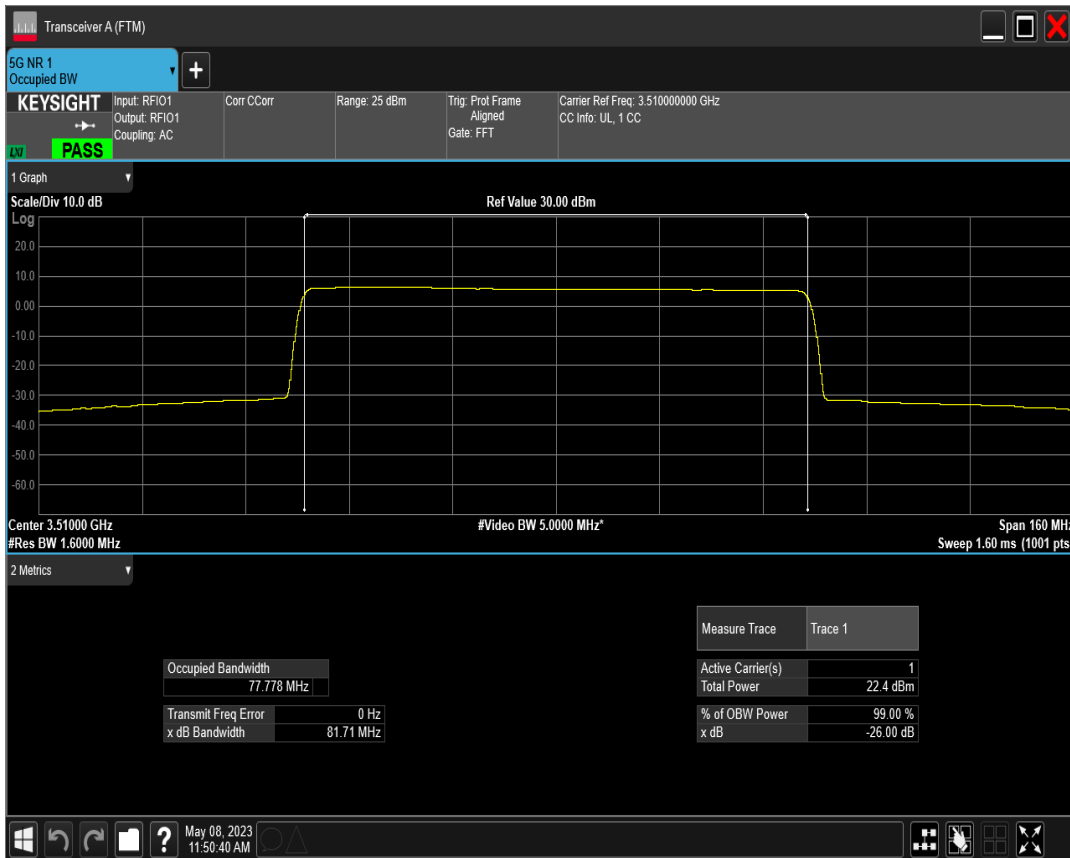 Transceiver A (FTM)
5G NR 1
Occupied BW
+
KEYSIGHT
LXI
PASS
Input: RFIO1
Output: RFIO1
Coupling: AC
Corr CCorr
Range: 25 dBm
Trig: Prot Frame
Aligned
Gate: FFT
Carrier Ref Freq: 3.510000000 GHz
CC Info: UL, 1 CC
1 Graph
Scale/Div 10.0 dB
Ref Value 30.00 dBm
Log
20.0
10.0
0.00
-10.0
-20.0
-30.0
-40.0
-50.0
-60.0
Center 3.51000 GHz
#Video BW 5.0000 MHz*
Span 160 MHz
#Res BW 1.6000 MHz
Sweep 1.60 ms (1001 pts
2 Metrics
Measure Trace Trace 1
Occupied Bandwidth
77.778 MHz
Transmit Freq Error 0 Hz
x dB Bandwidth 81.71 MHz
Active Carrier(s) 1
Total Power 22.4 dBm
% of OBW Power 99.00 %
x dB -26.00 dB
?
May 08, 2023
11:50:40 AM